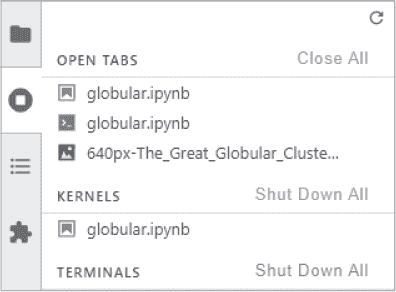 OPEN TABS Close All
globular.ipynb
globular.ipynb
640px-The_Great_Globular_Cluste...
KERNELS Shut Down All
globular.ipynb
TERMINALS Shut Down All